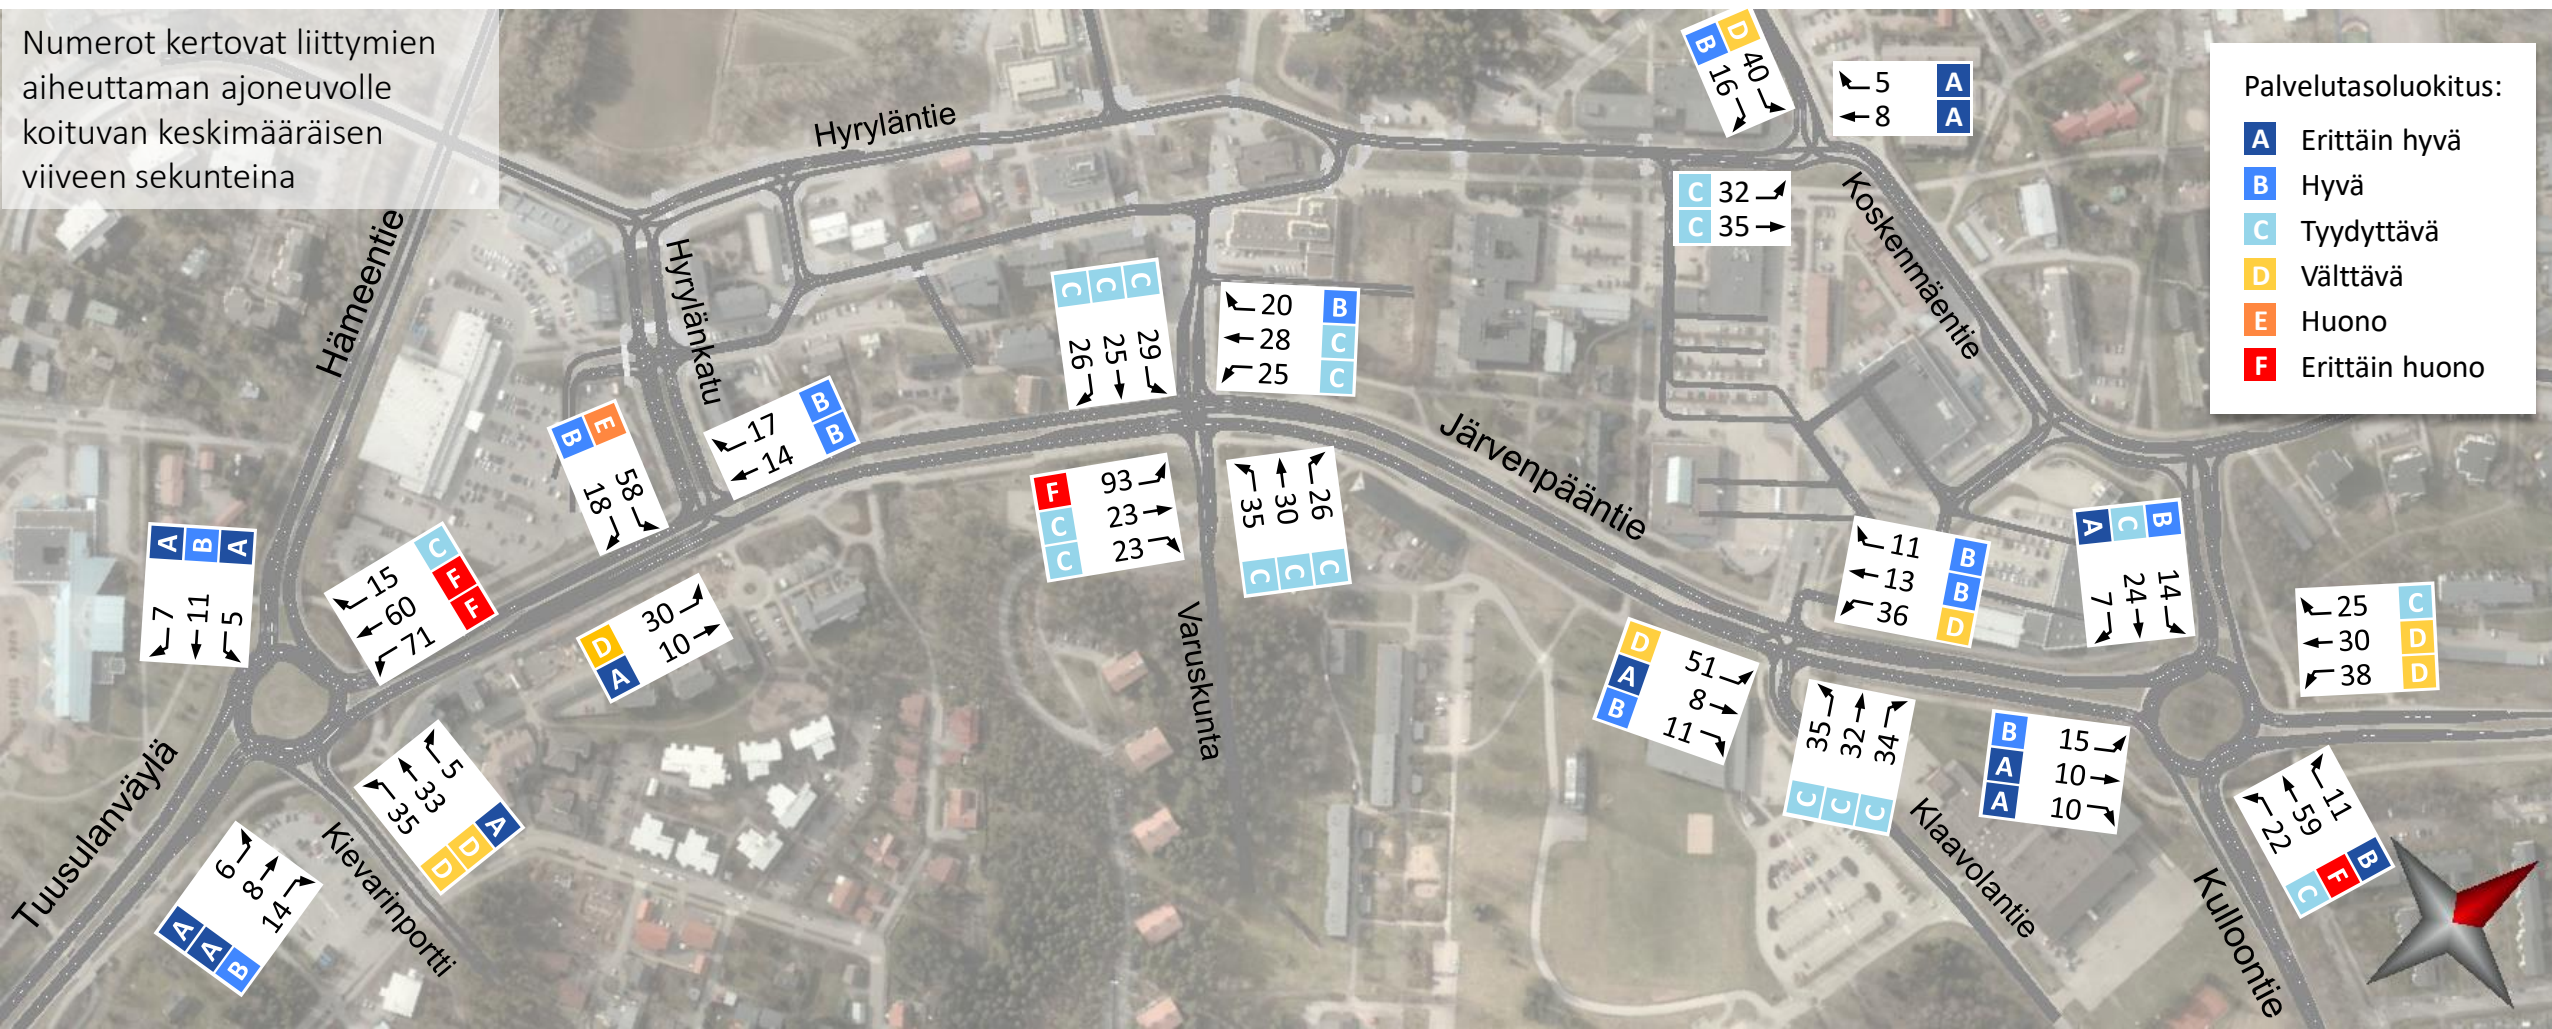 Numerot kertovat liittymien
aiheuttaman ajoneuvolle
koituvan keskimääräisen
viiveen sekunteina
Palvelutasoluokitus:
A Erittäin hyvä
B Hyvä
C Tyydyttävä
D Välttävä
E Huono
F Erittäin huono
Hyryläntie
Hämeentie
Hyrylänkatu
Koskenmäentie
Järvenpääntie
Varuskunta
Tuusulanväylä
Kievarinportti
Klaavolantie
Kulloontie
B D
16 40
5 A
8 A
C 32
C 35
C C C
26 25 29
20 B
28 C
25 C
B E
18 58
17 B
14 B
F 93
C 23
C 23
35 30 26
C C C
A B A
7 11 5
15 C
60 F
71 F
D 30
A 10
35 33 5
D D A
6 8 14
A A B
11 B
13 B
36 D
D 51
A 8
B 11
35 32 34
C C C
A C B
7 24 14
25 C
30 D
38 D
B 15
A 10
A 10
22 59 11
C F B